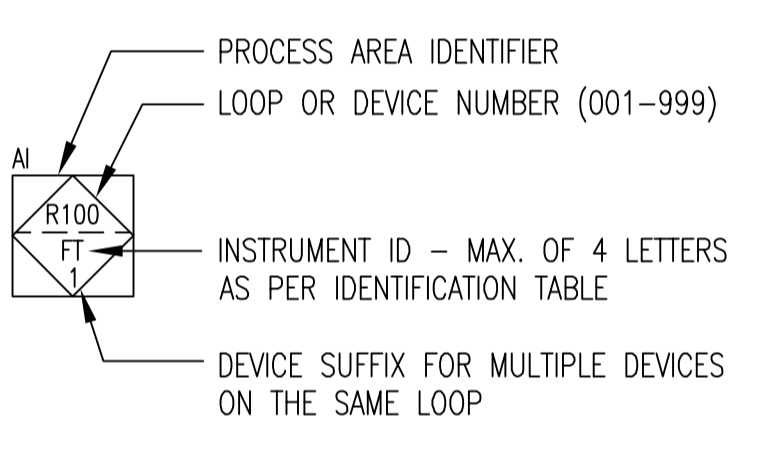 PROCESS AREA IDENTIFIER
LOOP OR DEVICE NUMBER (001-999)
AI
R100
FT
1
INSTRUMENT ID - MAX. OF 4 LETTERS
AS PER IDENTIFICATION TABLE
DEVICE SUFFIX FOR MULTIPLE DEVICES
ON THE SAME LOOP